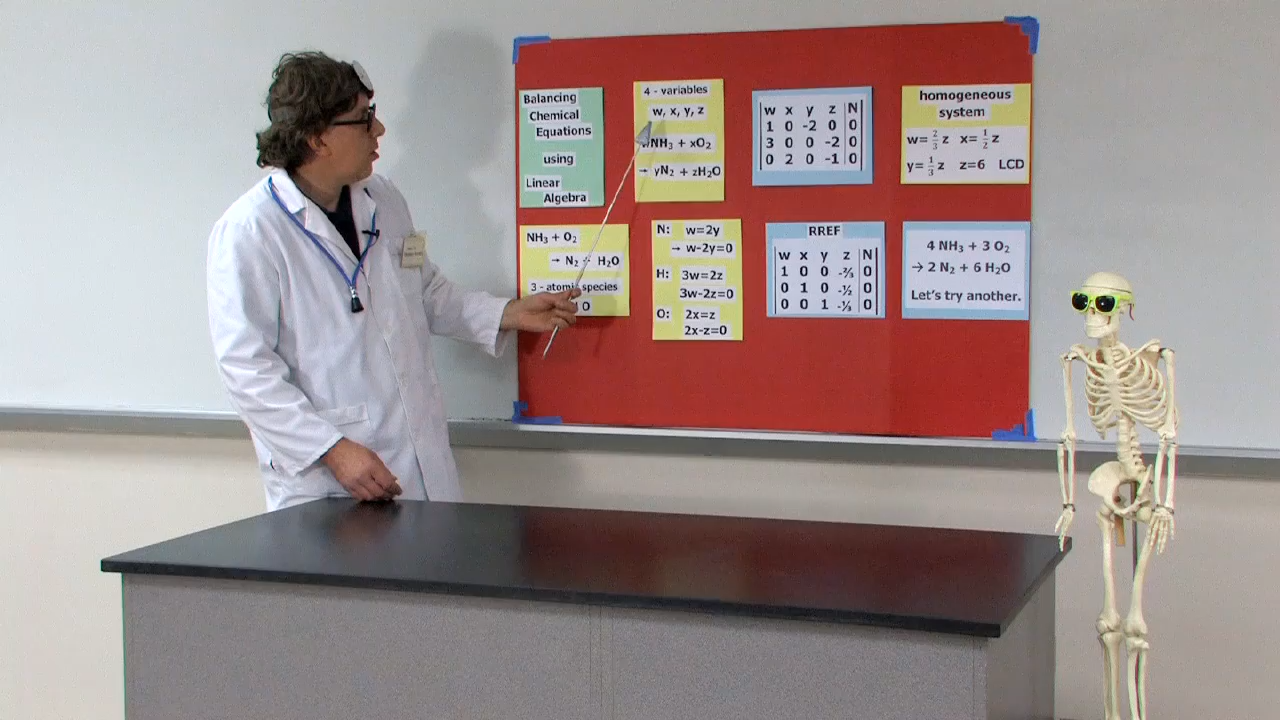 Balancing
Chemical
Equations
using
Linear
Algebra
NH₃ + O₂
→ N₂ + H₂O
3 - atomic species
O
4 - variables
w, x, y, z
NH₃ + xO₂
→ yN₂ + zH₂O
N: w=2y
→ w-2y=0
H: 3w=2z
3w-2z=0
O: 2x=z
2x-z=0
w x y z N
1 0 -2 0 0
3 0 0 -2 0
0 2 0 -1 0
RREF
w x y z N
1 0 0 -⅔ 0
0 1 0 -½ 0
0 0 1 -⅓ 0
homogeneous
system
w= ⅔ z x= ½ z
y= ⅓ z z=6 LCD
4 NH₃ + 3 O₂
→ 2 N₂ + 6 H₂O
Let's try another.